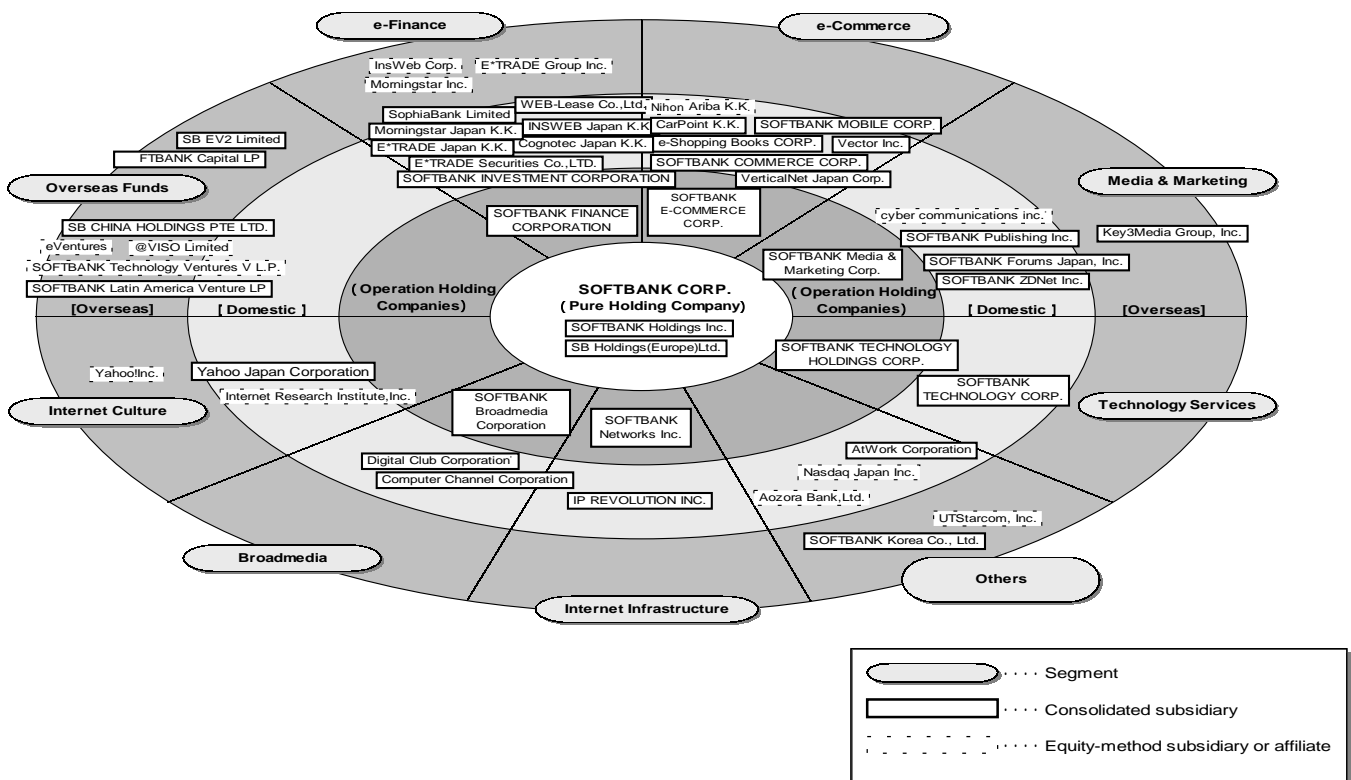 e-Finance
e-Commerce
InsWeb Corp.
E*TRADE Group Inc.
Morningstar Inc.
WEB-Lease Co.,Ltd.
Nihon Ariba K.K.
SophiaBank Limited
CarPoint K.K.
SOFTBANK MOBILE CORP.
Morningstar Japan K.K.
INSWEB Japan K.K
SB EV2 Limited
E*TRADE Japan K.K.
Cognotec Japan K.K.
e-Shopping Books CORP.
Vector Inc.
FTBANK Capital LP
E*TRADE Securities Co.,LTD.
SOFTBANK COMMERCE CORP.
SOFTBANK INVESTMENT CORPORATION
VerticalNet Japan Corp.
Overseas Funds
Media & Marketing
SOFTBANK FINANCE
CORPORATION
SOFTBANK
E-COMMERCE
CORP.
cyber communications inc.
SB CHINA HOLDINGS PTE LTD.
Key3Media Group, Inc.
SOFTBANK Publishing Inc.
eVentures
@VISO Limited
SOFTBANK Media &
Marketing Corp.
SOFTBANK Forums Japan, Inc.
SOFTBANK Technology Ventures V L.P.
SOFTBANK ZDNet Inc.
SOFTBANK Latin America Venture LP
( Operation Holding
Companies)
SOFTBANK CORP.
( Pure Holding Company)
( Operation Holding
Companies)
[Overseas]
[ Domestic ]
[ Domestic ]
[Overseas]
SOFTBANK Holdings Inc.
SB Holdings(Europe)Ltd.
SOFTBANK TECHNOLOGY
HOLDINGS CORP.
Yahoo!Inc.
Yahoo Japan Corporation
SOFTBANK
TECHNOLOGY CORP.
Internet Research Institute,Inc.
Internet Culture
SOFTBANK
Broadmedia
Corporation
SOFTBANK
Networks Inc.
Technology Services
AtWork Corporation
Digital Club Corporation
Computer Channel Corporation
Nasdaq Japan Inc.
IP REVOLUTION INC.
Aozora Bank,Ltd.
UTStarcom, Inc.
SOFTBANK Korea Co., Ltd.
Broadmedia
Others
Internet Infrastructure
···· Segment
···· Consolidated subsidiary
···· Equity-method subsidiary or affiliate